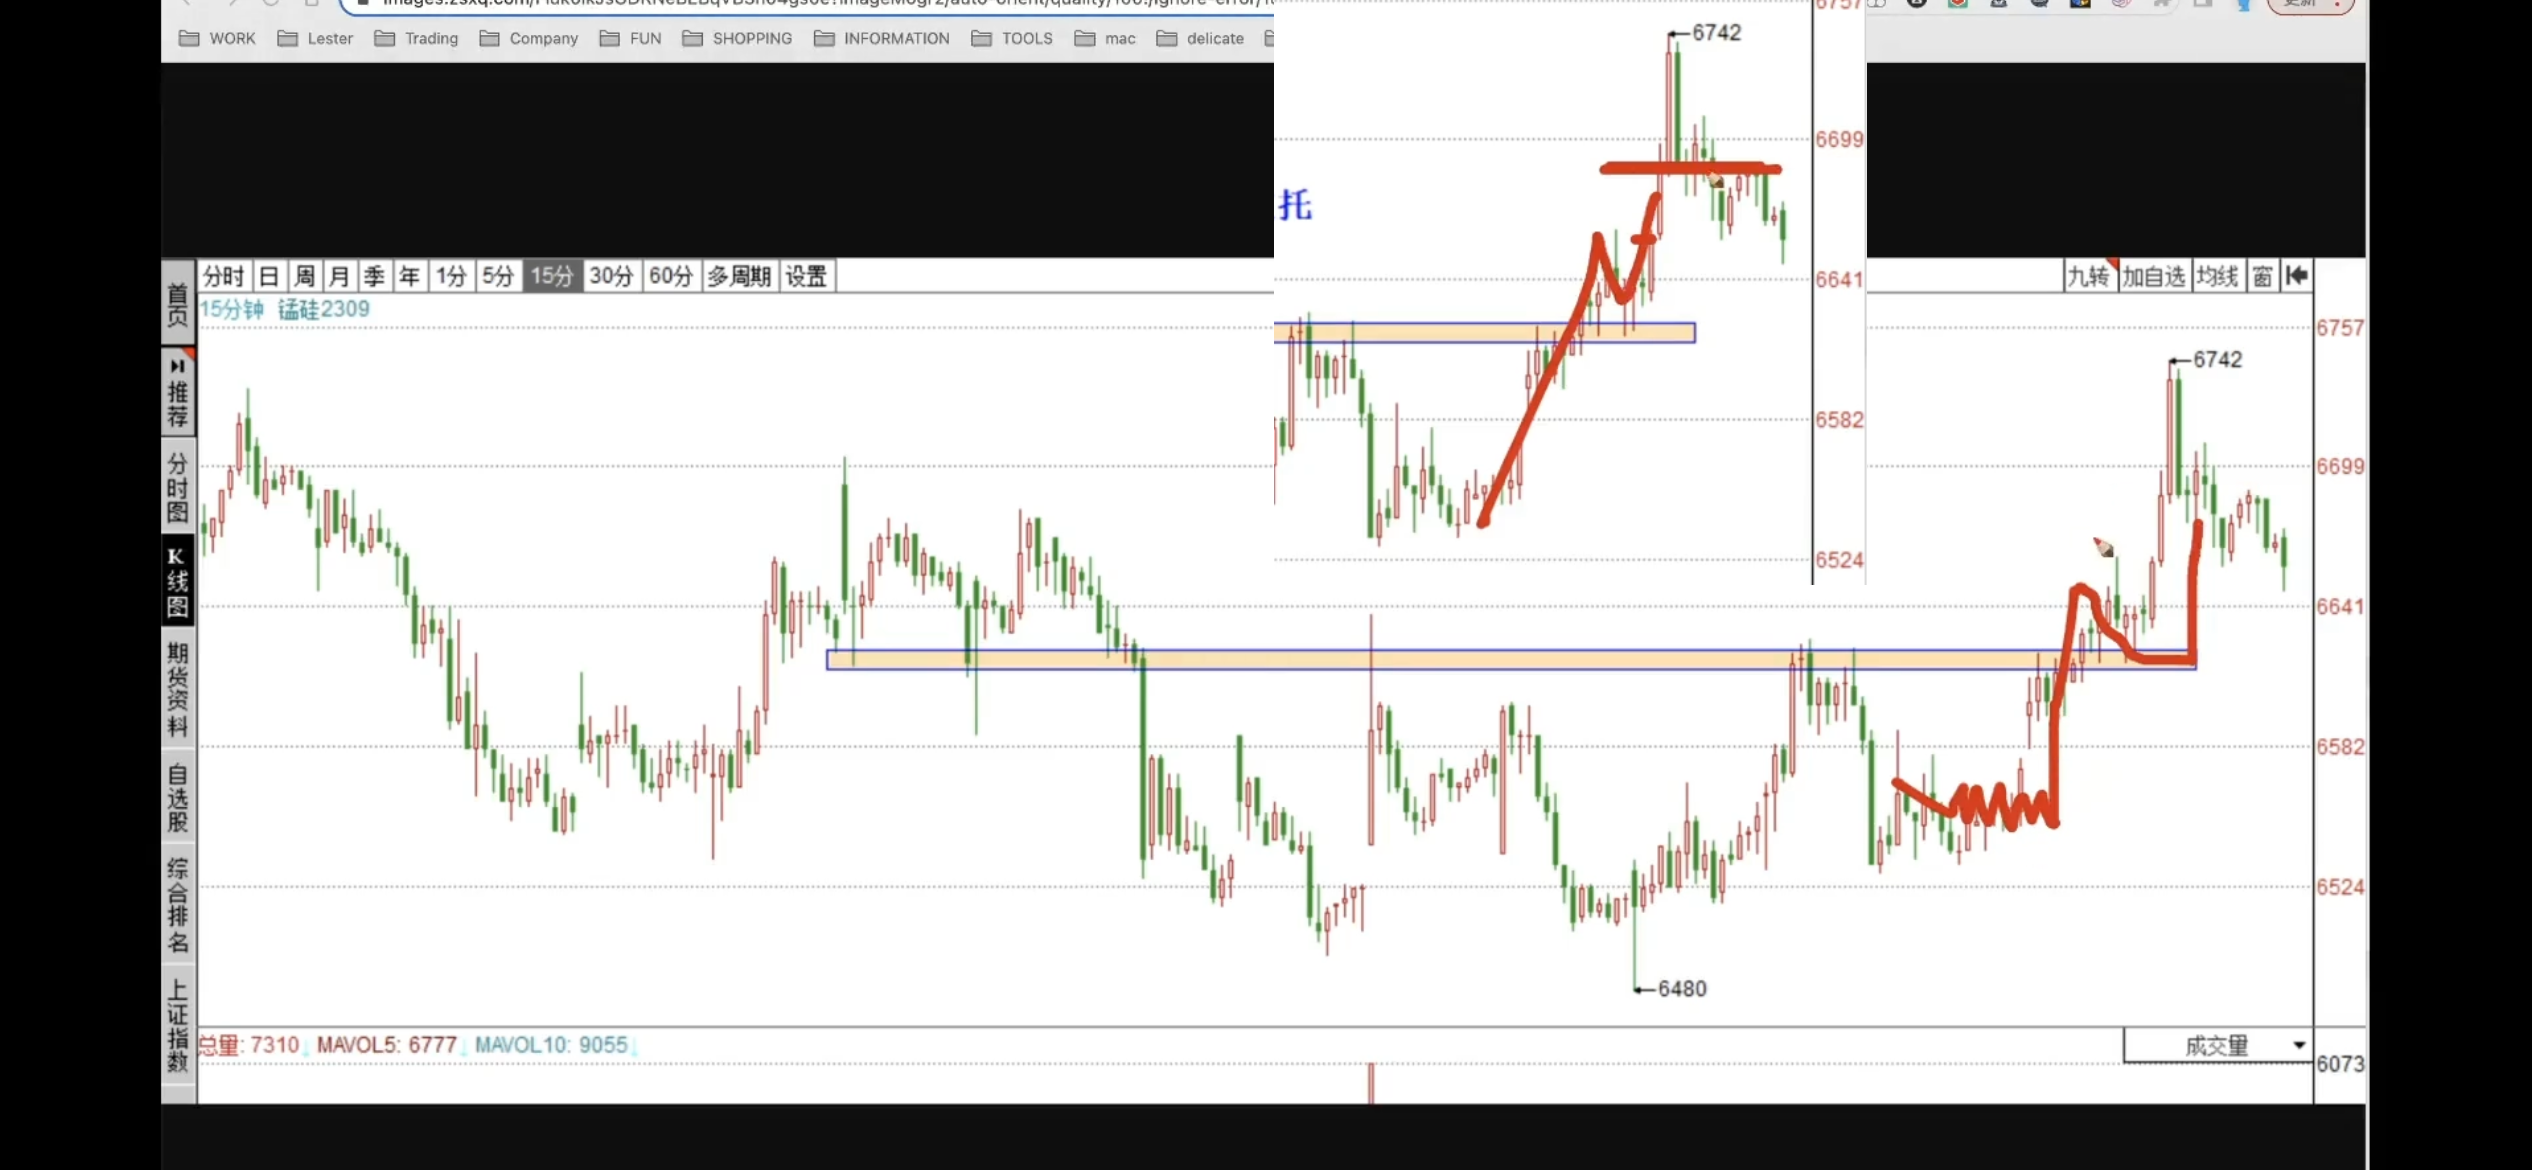 WORK Lester Trading Company FUN SHOPPING INFORMATION TOOLS mac delicate
更新
6757
6742
6699
托
6641
6582
6524
首页
推荐
分时图
K线图
期货资料
自选股
综合排名
上证指数
分时 日 周 月 季 年 1分 5分 15分 30分 60分 多周期 设置
九转 加自选 均线 窗
15分钟 锰硅2309
6757
6742
6699
6641
6582
6524
6480
总量: 7310 MAVOL5: 6777 MAVOL10: 9055
成交量
6073